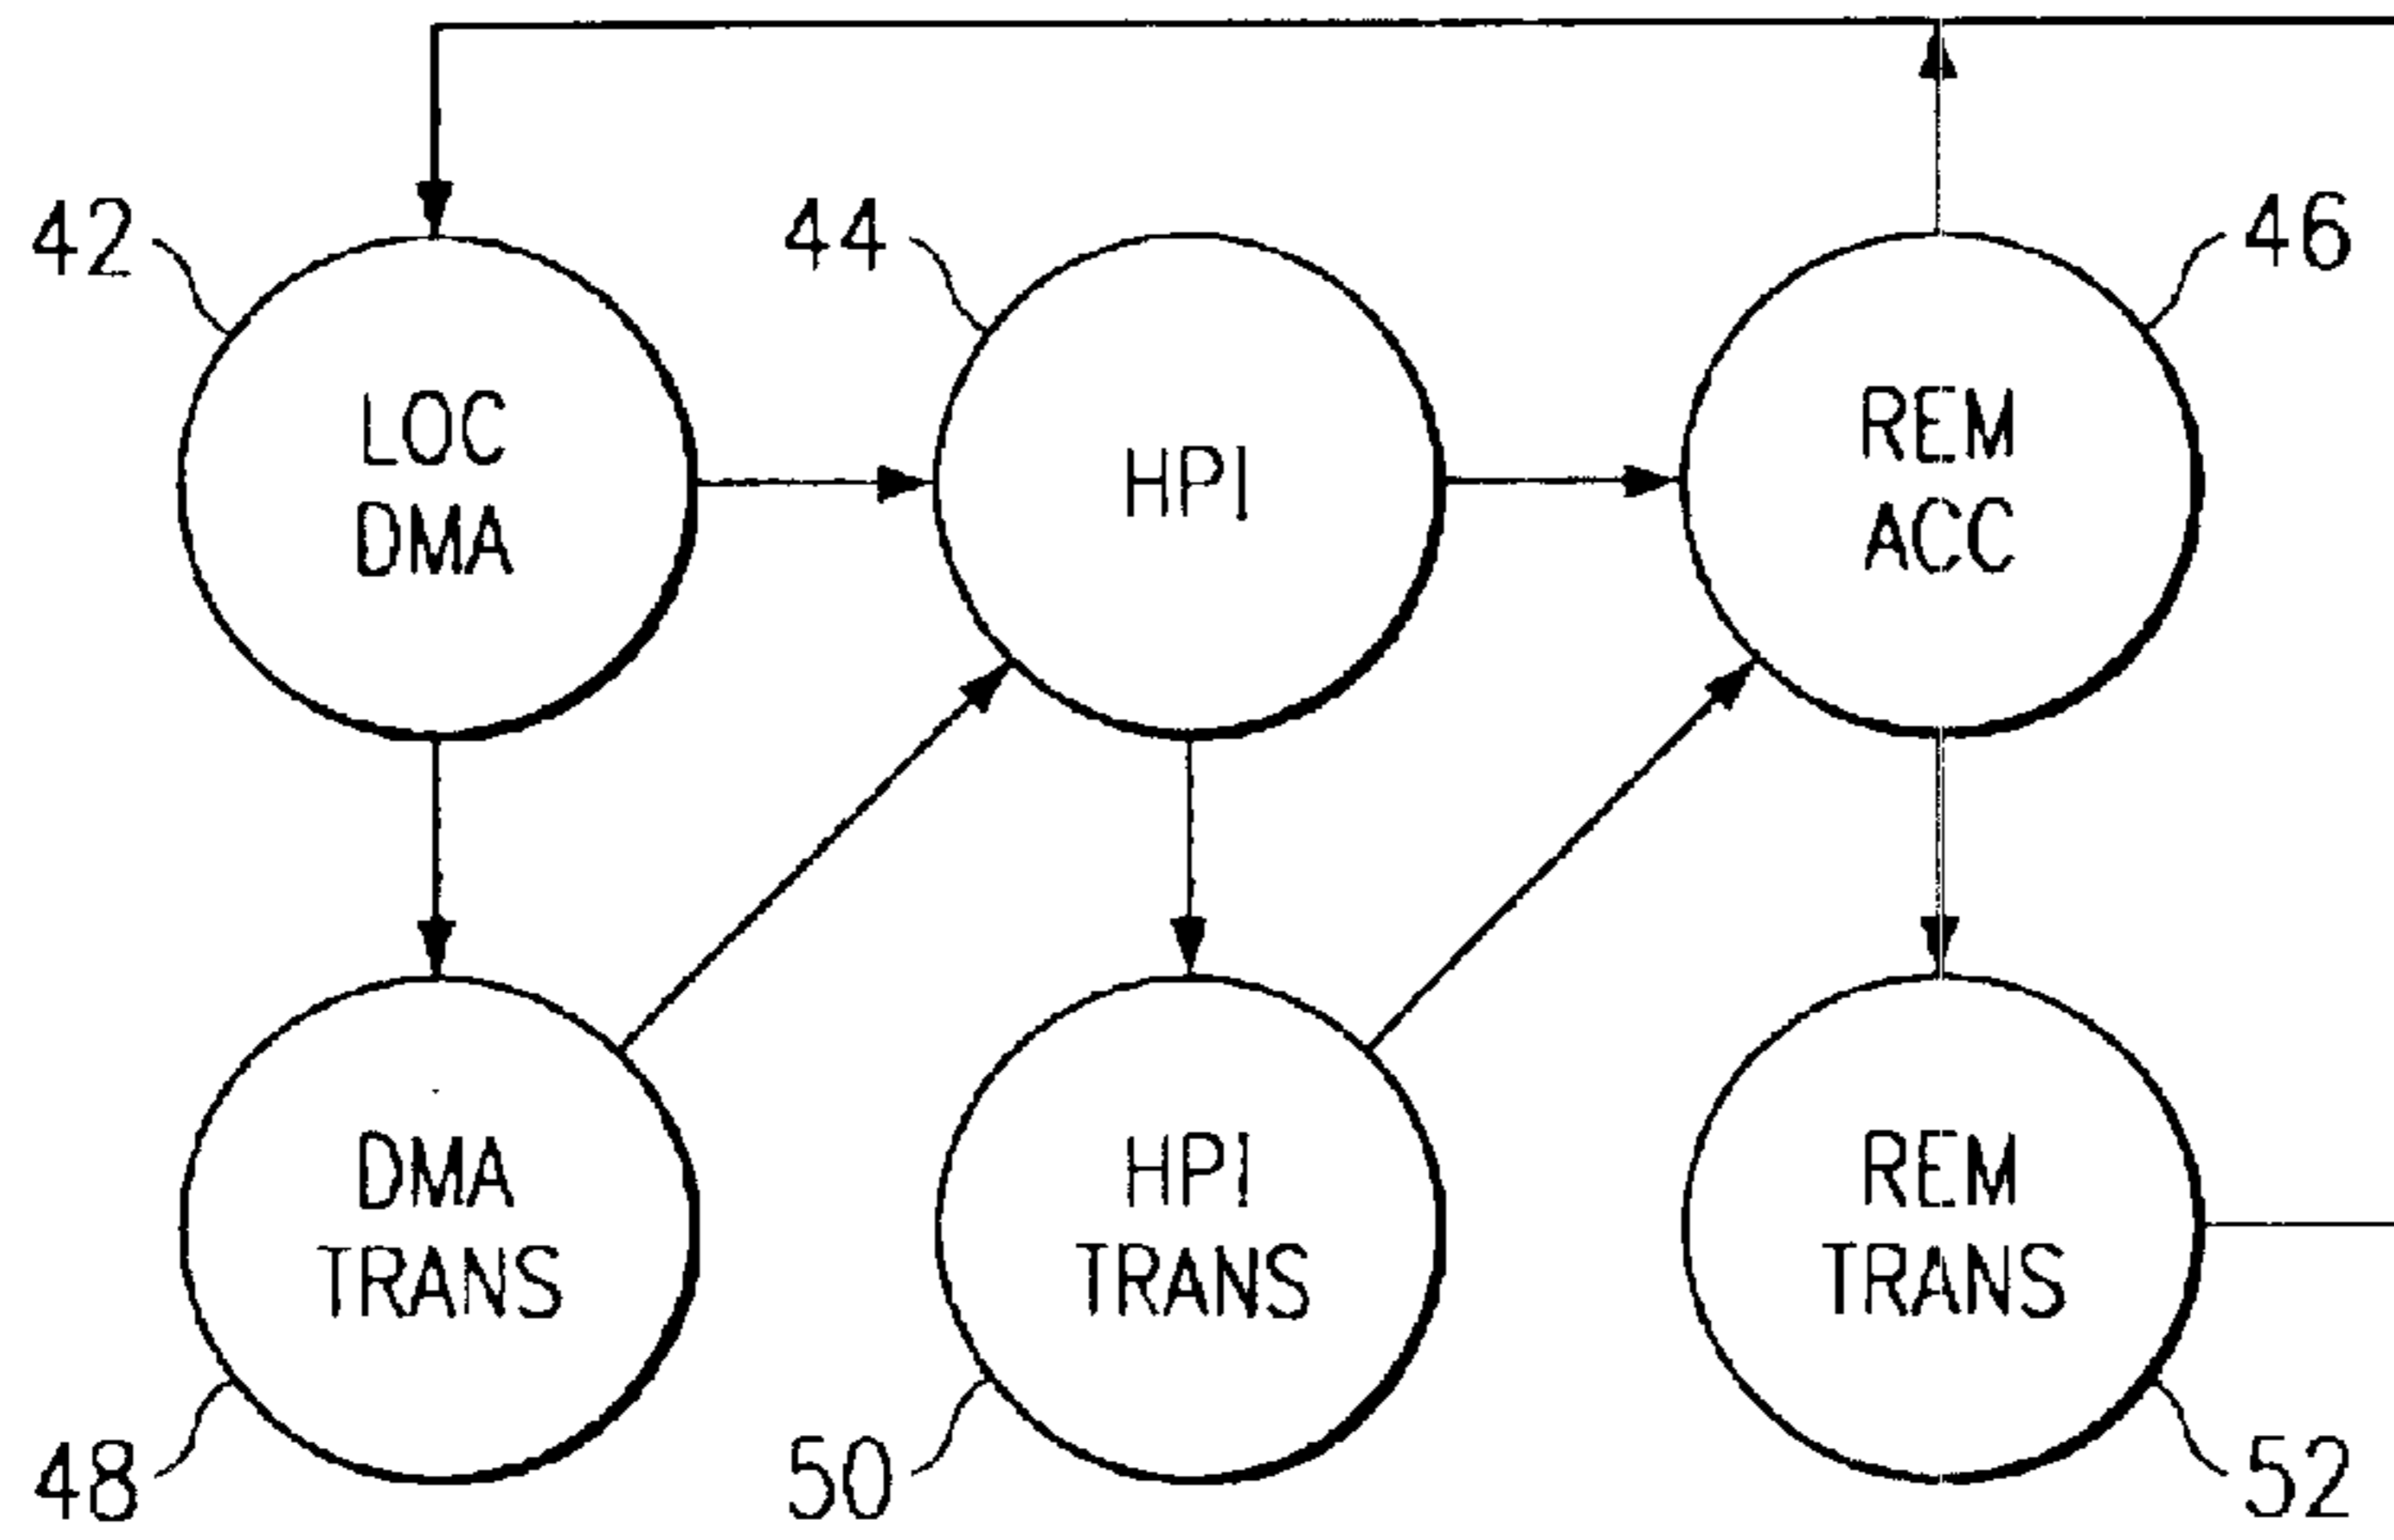 42
44
46
LOC
DMA
HPI
REM
ACC
DMA
TRANS
HPI
TRANS
REM
TRANS
48
50
52